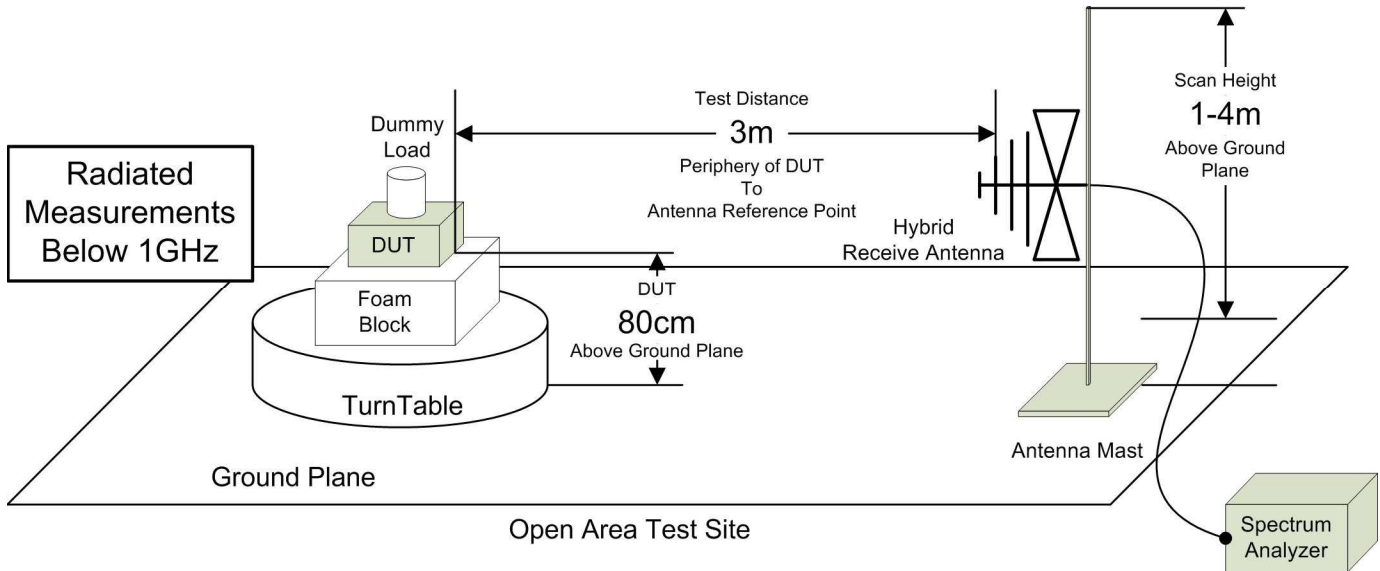 Radiated
Measurements
Below 1GHz
Dummy
Load
DUT
Foam
Block
TurnTable
Ground Plane
Test Distance
3m
Periphery of DUT
To
Antenna Reference Point
DUT
80cm
Above Ground Plane
Hybrid
Receive Antenna
Scan Height
1-4m
Above Ground
Plane
Antenna Mast
Open Area Test Site
Spectrum
Analyzer